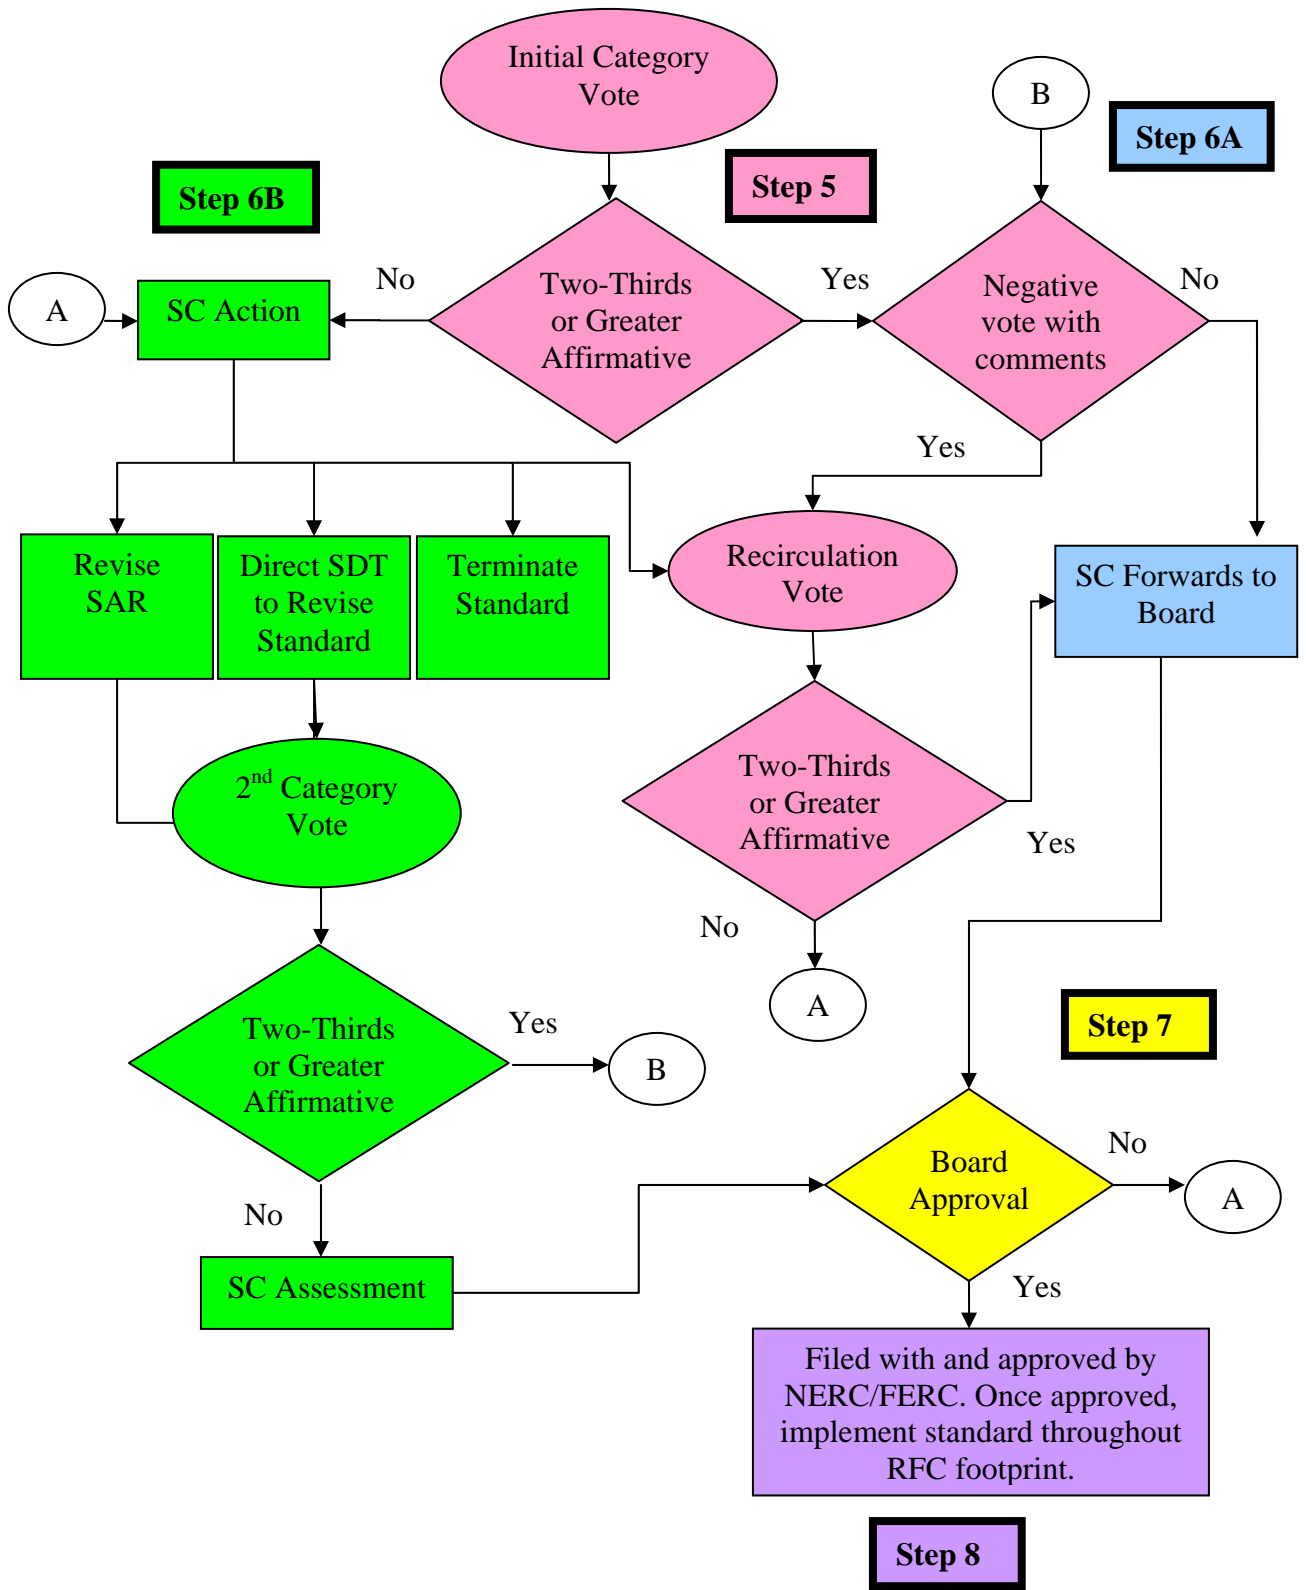 Initial Category
Vote
B
Step 6A
Step 5
Step 6B
A
SC Action
No
Two-Thirds
or Greater
Affirmative
Yes
Negative
vote with
comments
No
Yes
Revise
SAR
Direct SDT
to Revise
Standard
Terminate
Standard
Recirculation
Vote
SC Forwards to
Board
2nd Category
Vote
Two-Thirds
or Greater
Affirmative
Yes
No
A
Two-Thirds
or Greater
Affirmative
Yes
B
Step 7
Board
Approval
No
A
No
SC Assessment
Yes
Filed with and approved by
NERC/FERC. Once approved,
implement standard throughout
RFC footprint.
Step 8